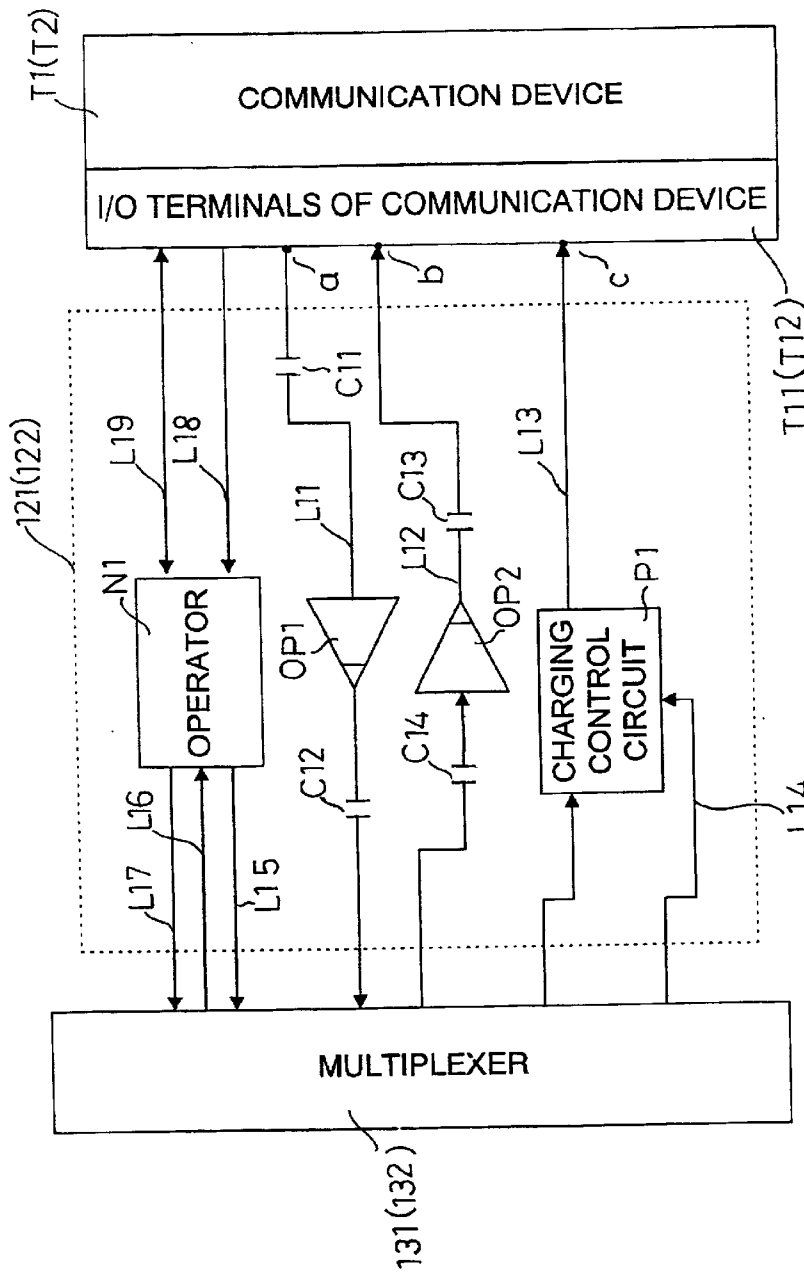 T1(T2)
COMMUNICATION DEVICE
I/O TERMINALS OF COMMUNICATION DEVICE
T11(T12)
a
b
c
121(122)
L19
L18
C11
L11
C13
L12
L13
N1
OPERATOR
OP1
OP2
P1
CHARGING
CONTROL
CIRCUIT
C12
C14
L14
L17
L16
L15
MULTIPLEXER
131(132)